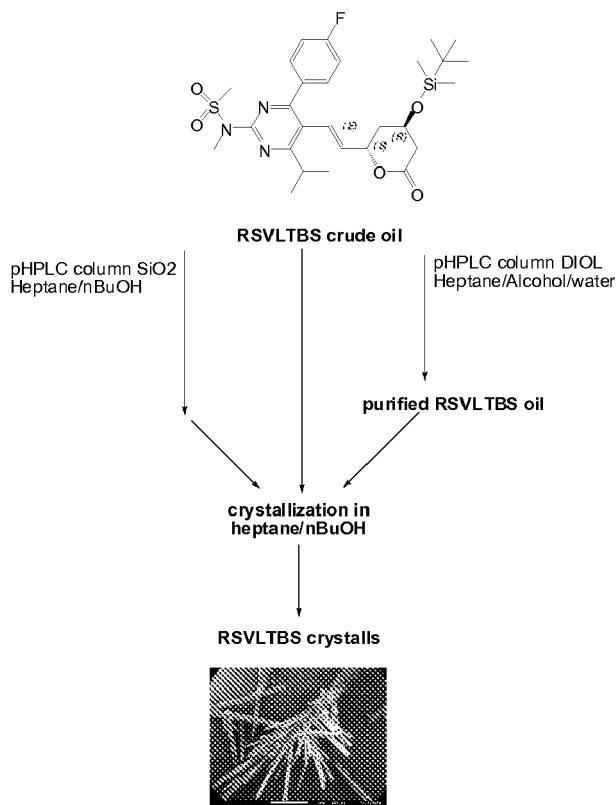 F
Si
O
S
O
O
N
N
N
(E)
(S)
(R)
O
O
RSVLTBS crude oil
pHPLC column SiO2
Heptane/nBuOH
pHPLC column DIOL
Heptane/Alcohol/water
purified RSVLTBS oil
crystallization in
heptane/nBuOH
RSVLTBS crystalls